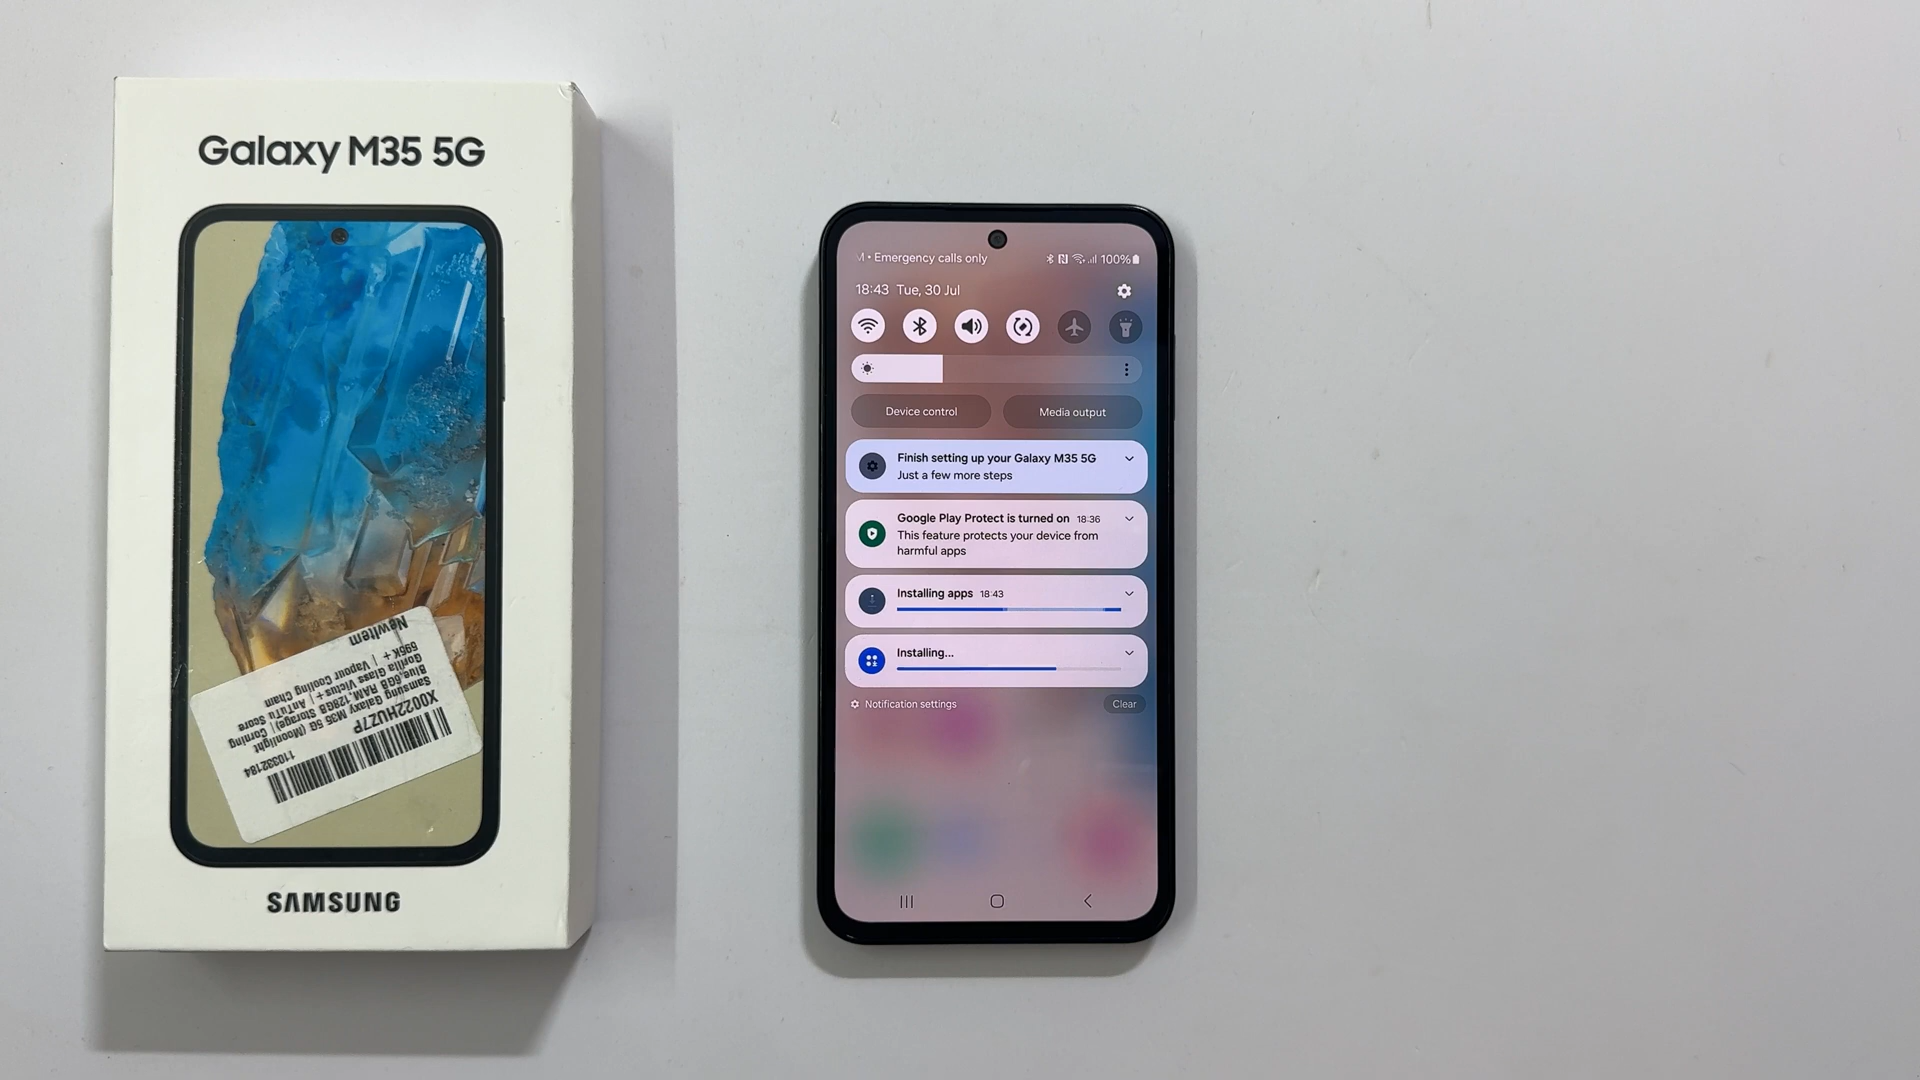 Galaxy M35 5G
NewItem
595K+ | Vapour Cooling Cham
Gorilla Glass Victus+ | AnTuTu Score
Blue,6GB RAM,128GB Storage)| Corning
Samsung Galaxy M35 5G (Moonlight
X0022HUZ7P
110332184
SAMSUNG
M • Emergency calls only 100%
18:43 Tue, 30 Jul
Device control Media output
Finish setting up your Galaxy M35 5G
Just a few more steps
Google Play Protect is turned on 18:36
This feature protects your device from
harmful apps
Installing apps 18:43
Installing...
Notification settings Clear